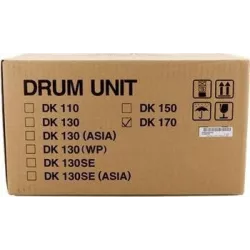 DRUM UNIT
DK 110 DK 150
DK 130 DK 170
DK 130 (ASIA)
DK 130 (WP)
DK 130SE
DK 130SE (ASIA)